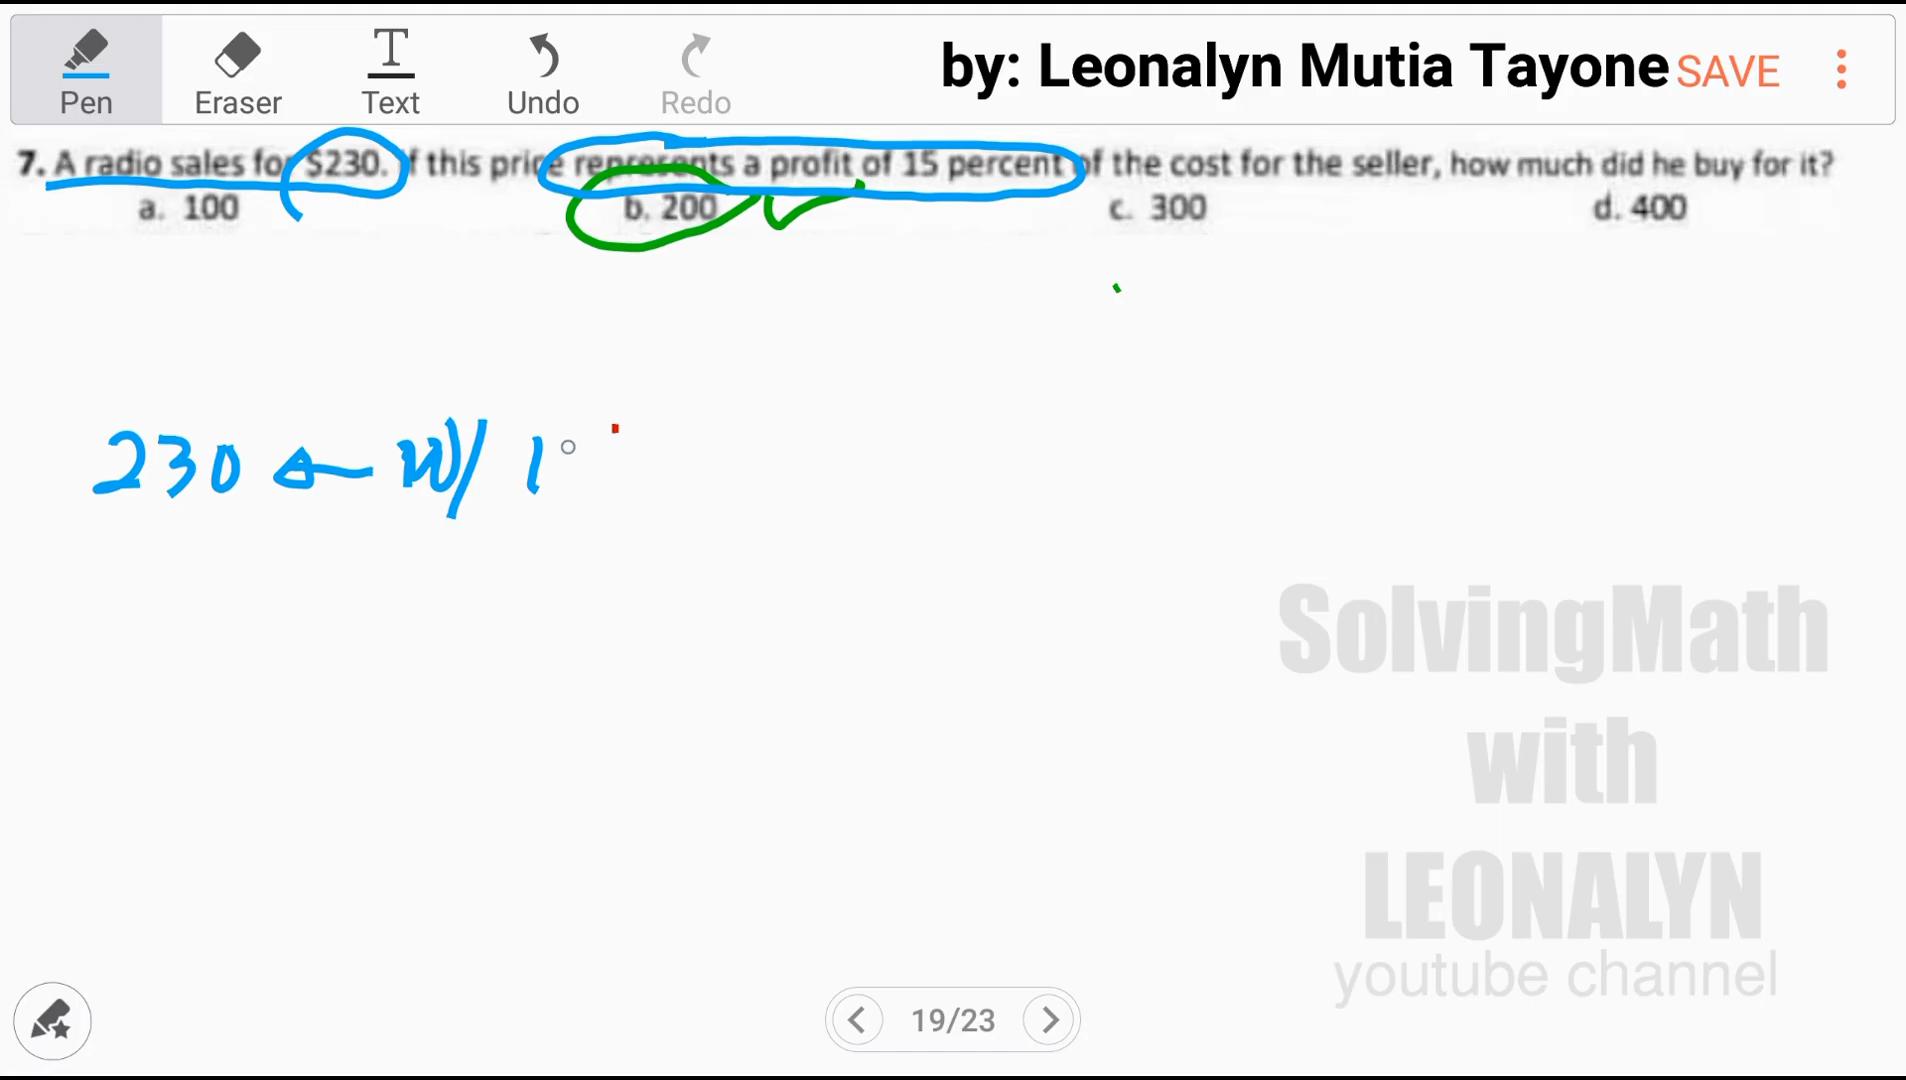 by: Leonalyn Mutia Tayone SAVE
Pen Eraser Text Undo Redo
7. A radio sales for $230. If this price represents a profit of 15 percent of the cost for the seller, how much did he buy for it?
a. 100 b. 200 c. 300 d. 400
230 ← w/ 1
SolvingMath
with
LEONALYN
youtube channel
19/23